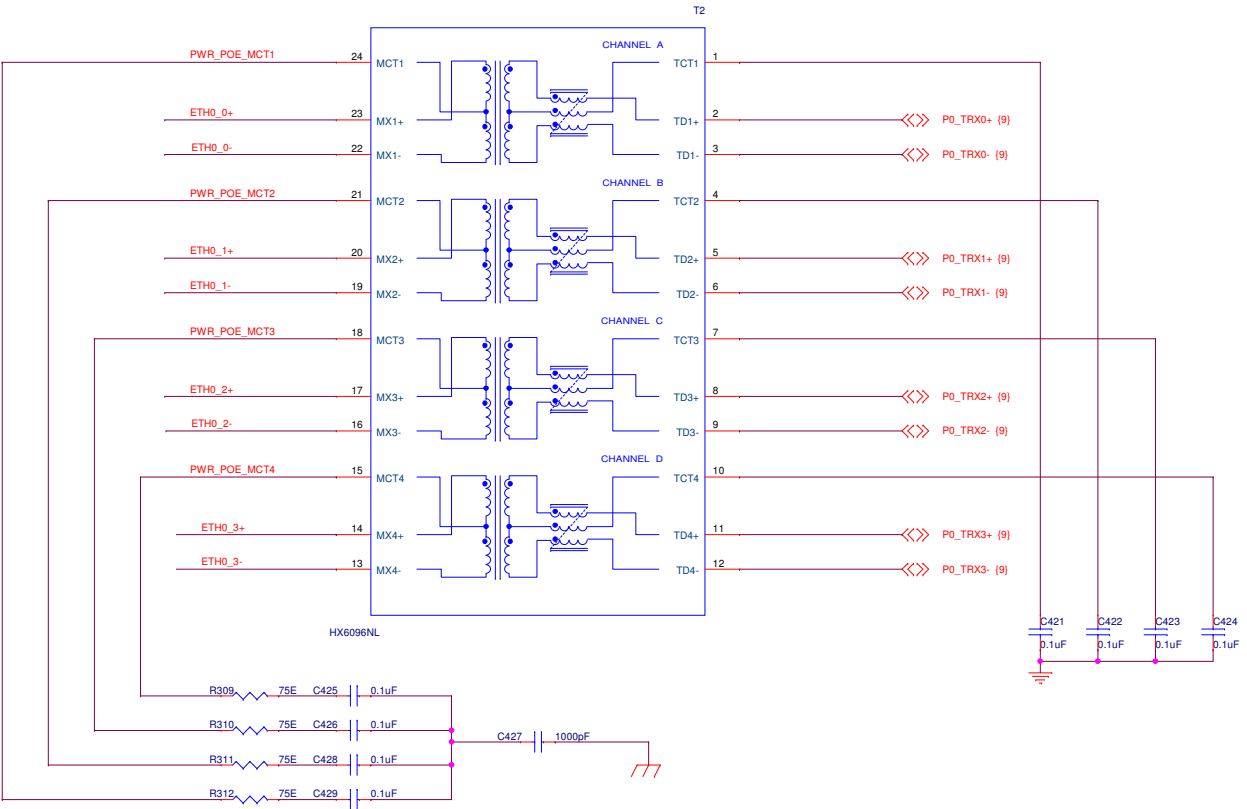 T2
CHANNEL A
PWR_POE_MCT1 24 MCT1 TCT1 1
ETH0_0+ 23 MX1+ TD1+ 2 P0_TRX0+ {9}
ETH0_0- 22 MX1- TD1- 3 P0_TRX0- {9}
CHANNEL B
PWR_POE_MCT2 21 MCT2 TCT2 4
ETH0_1+ 20 MX2+ TD2+ 5 P0_TRX1+ {9}
ETH0_1- 19 MX2- TD2- 6 P0_TRX1- {9}
CHANNEL C
PWR_POE_MCT3 18 MCT3 TCT3 7
ETH0_2+ 17 MX3+ TD3+ 8 P0_TRX2+ {9}
ETH0_2- 16 MX3- TD3- 9 P0_TRX2- {9}
CHANNEL D
PWR_POE_MCT4 15 MCT4 TCT4 10
ETH0_3+ 14 MX4+ TD4+ 11 P0_TRX3+ {9}
ETH0_3- 13 MX4- TD4- 12 P0_TRX3- {9}
HX6096NL
C421 C422 C423 C424
0.1uF 0.1uF 0.1uF 0.1uF
R309 75E C425 0.1uF
R310 75E C426 0.1uF
C427 1000pF
R311 75E C428 0.1uF
R312 75E C429 0.1uF